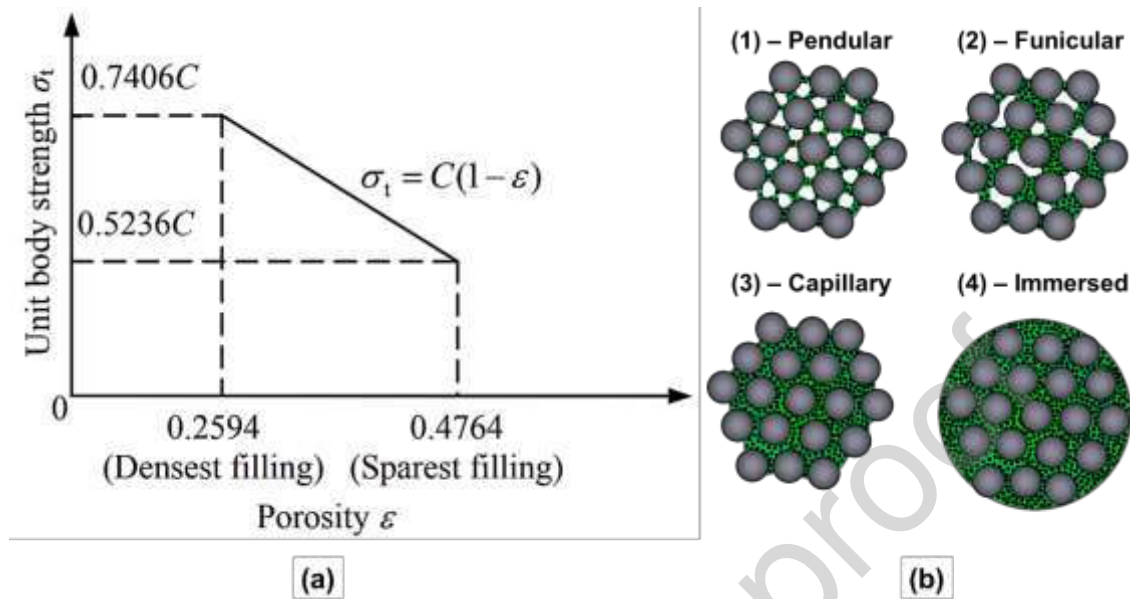 Unit body strength σt
0.7406C
0.5236C
σt = C(1−ε)
0
0.2594
(Densest filling)
0.4764
(Sparest filling)
Porosity ε
(a)
(1) – Pendular
(2) – Funicular
(3) – Capillary
(4) – Immersed
(b)
proof